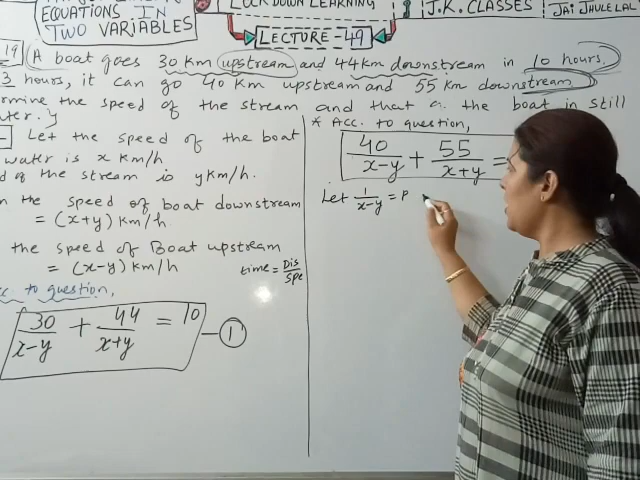 EQUATIONS IN
TWO VARIABLES
LOCK DOWN LEARNING
LECTURE - 49
J.K. CLASSES
JAI JHULELAL
19
A boat goes 30 km upstream and 44 km downstream in 10 hours.
3 hours, it can go 40 km upstream and 55 km downstream.
the speed of the stream and that the boat in still
Let the speed of the boat
water is x km/h
of the stream is y km/h.
the speed of boat downstream
= (x+y) km/h.
the speed of Boat upstream
= (x-y) km/h
time = Dis/Spe
to question,
30/(x-y) + 44/(x+y) = 10 - 1
* Acc. to question,
40/(x-y) + 55/(x+y) =
Let 1/(x-y) = P